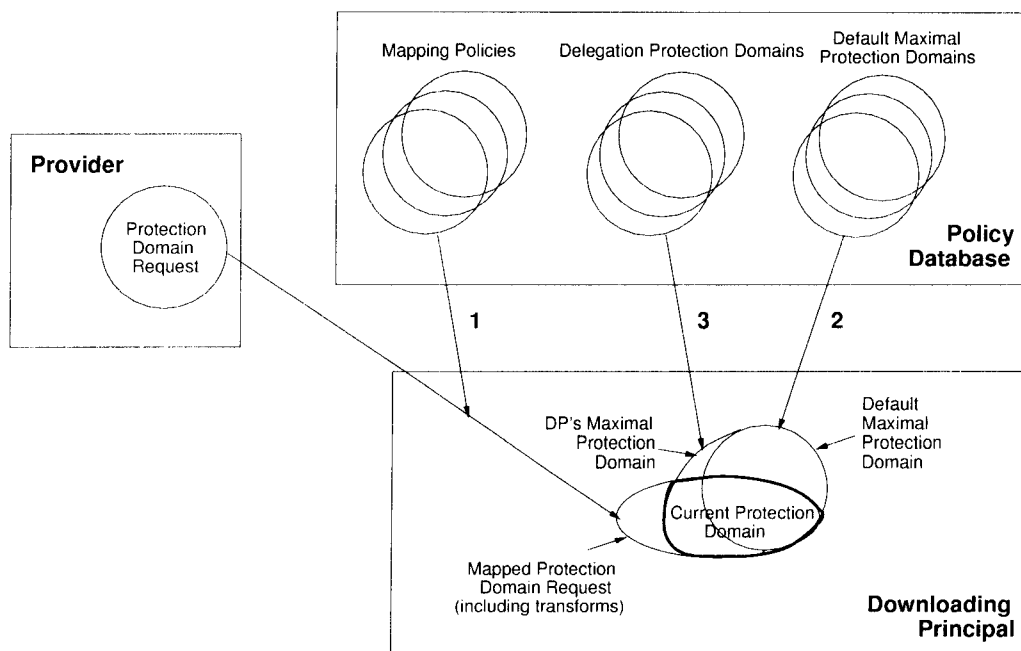 Mapping Policies
Delegation Protection Domains
Default Maximal
Protection Domains
Provider
Protection
Domain
Request
Policy
Database
1
3
2
DP's Maximal
Protection
Domain
Default
Maximal
Protection
Domain
Current Protection
Domain
Mapped Protection
Domain Request
(including transforms)
Downloading
Principal